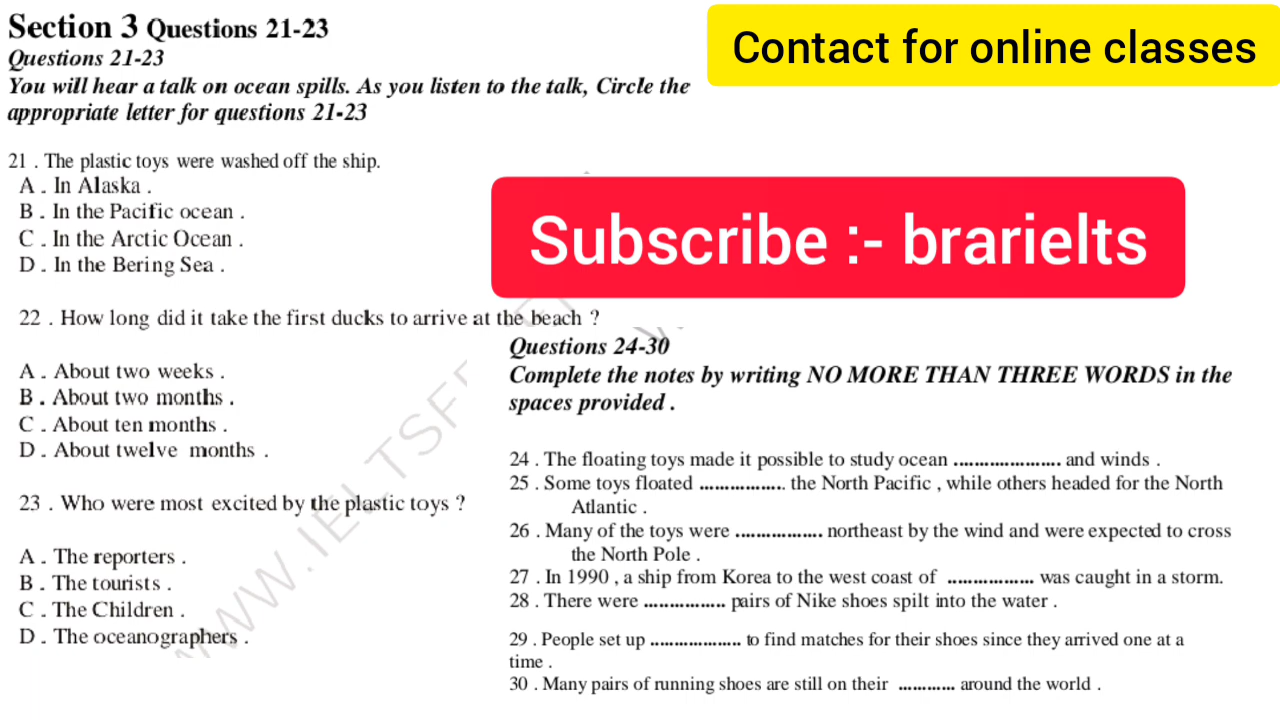 Section 3 Questions 21-23
Questions 21-23
You will hear a talk on ocean spills. As you listen to the talk, Circle the
appropriate letter for questions 21-23
Contact for online classes
21 . The plastic toys were washed off the ship.
A . In Alaska .
B . In the Pacific ocean .
C . In the Arctic Ocean .
D . In the Bering Sea .
Subscribe :- brarielts
22 . How long did it take the first ducks to arrive at the beach ?
A . About two weeks .
B . About two months .
C . About ten months .
D . About twelve months .
23 . Who were most excited by the plastic toys ?
A . The reporters .
B . The tourists .
C . The Children .
D . The oceanographers .
Questions 24-30
Complete the notes by writing NO MORE THAN THREE WORDS in the
spaces provided .
24 . The floating toys made it possible to study ocean ..................... and winds .
25 . Some toys floated ................. the North Pacific , while others headed for the North
Atlantic .
26 . Many of the toys were ................. northeast by the wind and were expected to cross
the North Pole .
27 . In 1990 , a ship from Korea to the west coast of ................. was caught in a storm.
28 . There were ................ pairs of Nike shoes spilt into the water .
29 . People set up .................. to find matches for their shoes since they arrived one at a
time .
30 . Many pairs of running shoes are still on their ........... around the world .